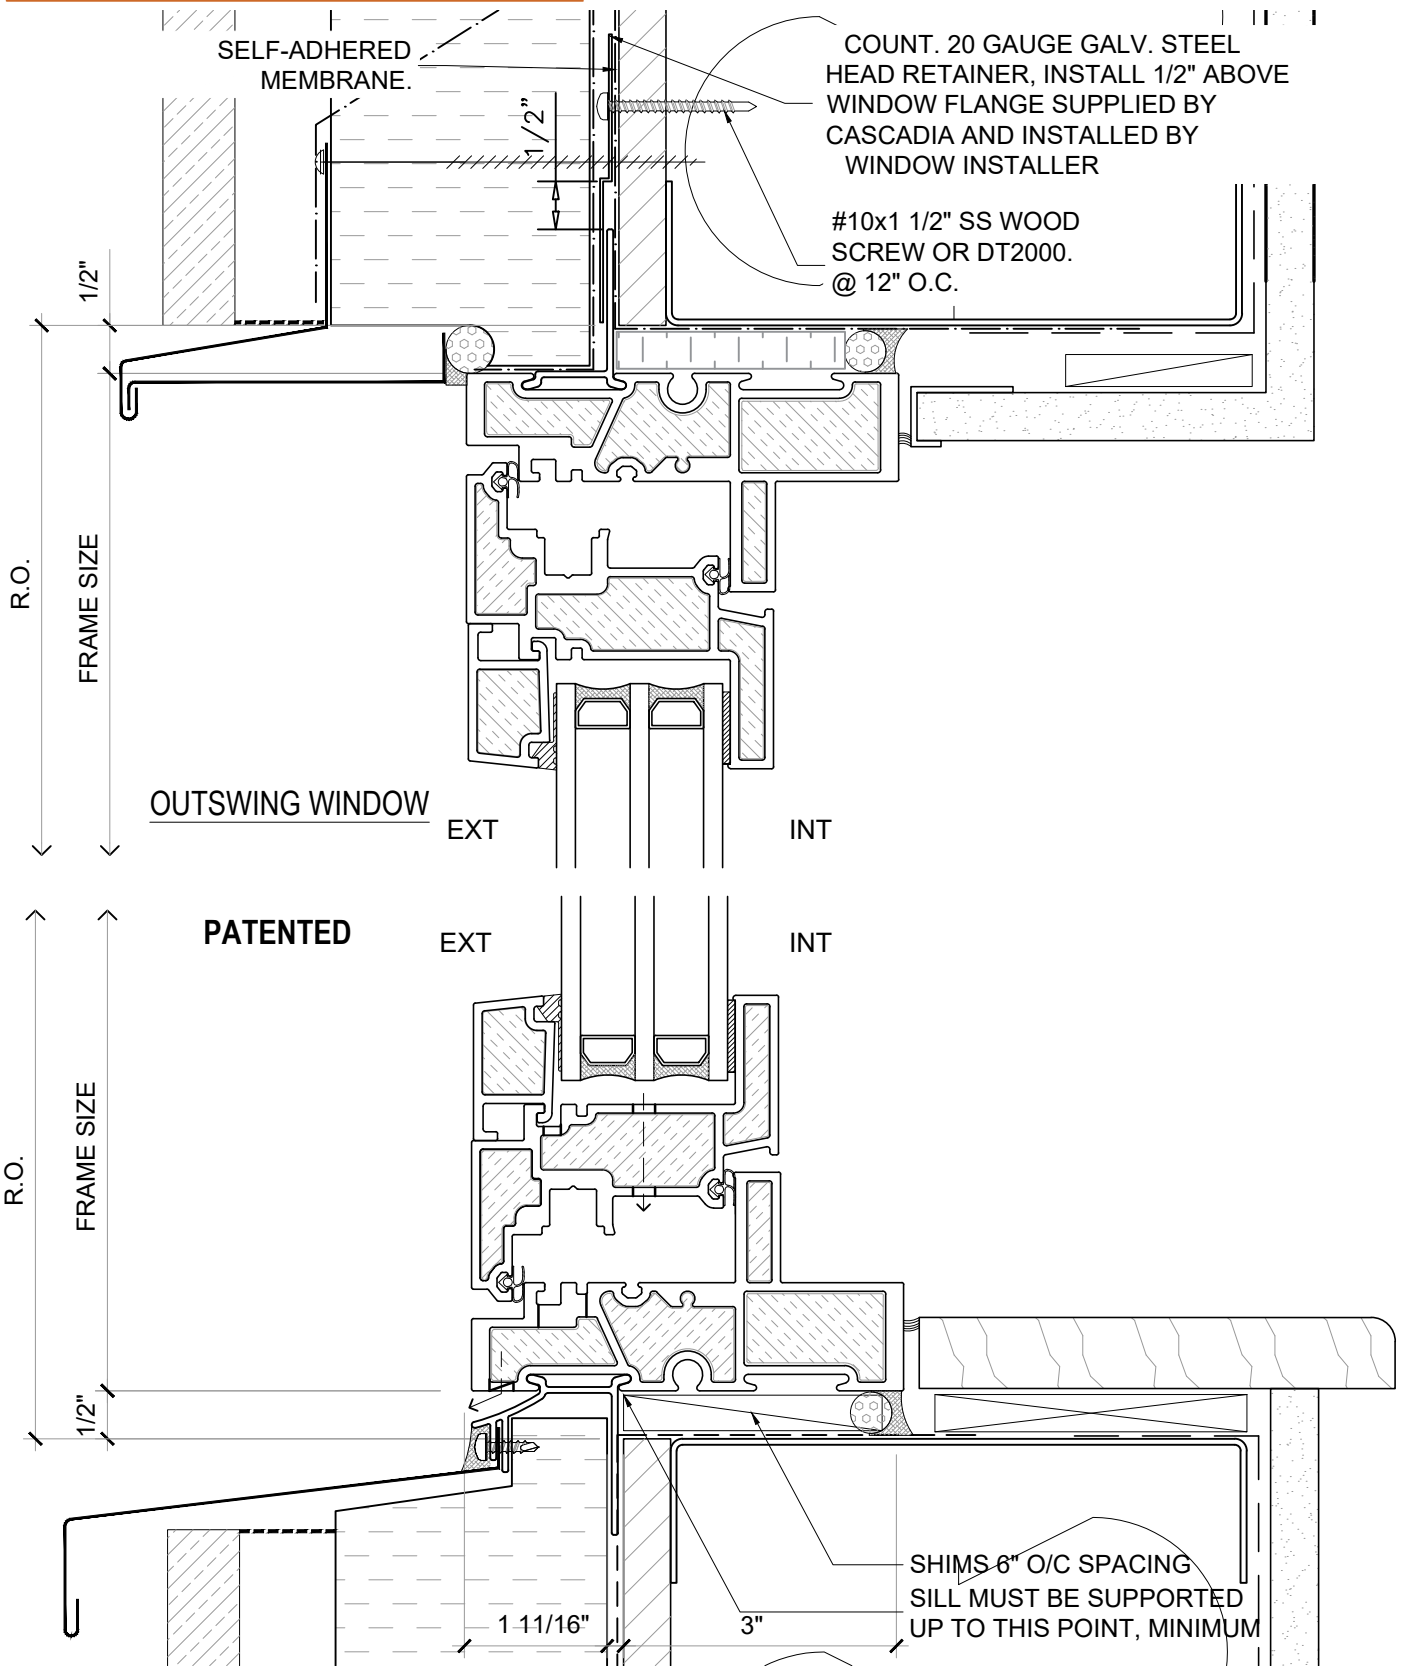 SELF-ADHERED
MEMBRANE.
COUNT. 20 GAUGE GALV. STEEL
HEAD RETAINER, INSTALL 1/2" ABOVE
WINDOW FLANGE SUPPLIED BY
CASCADIA AND INSTALLED BY
WINDOW INSTALLER
1/2"
#10x1 1/2" SS WOOD
SCREW OR DT2000.
@ 12" O.C.
1/2"
R.O.
FRAME SIZE
OUTSWING WINDOW
EXT
INT
PATENTED
EXT
INT
R.O.
FRAME SIZE
1/2"
SHIMS 6" O/C SPACING
SILL MUST BE SUPPORTED
UP TO THIS POINT, MINIMUM
1 11/16"
3"